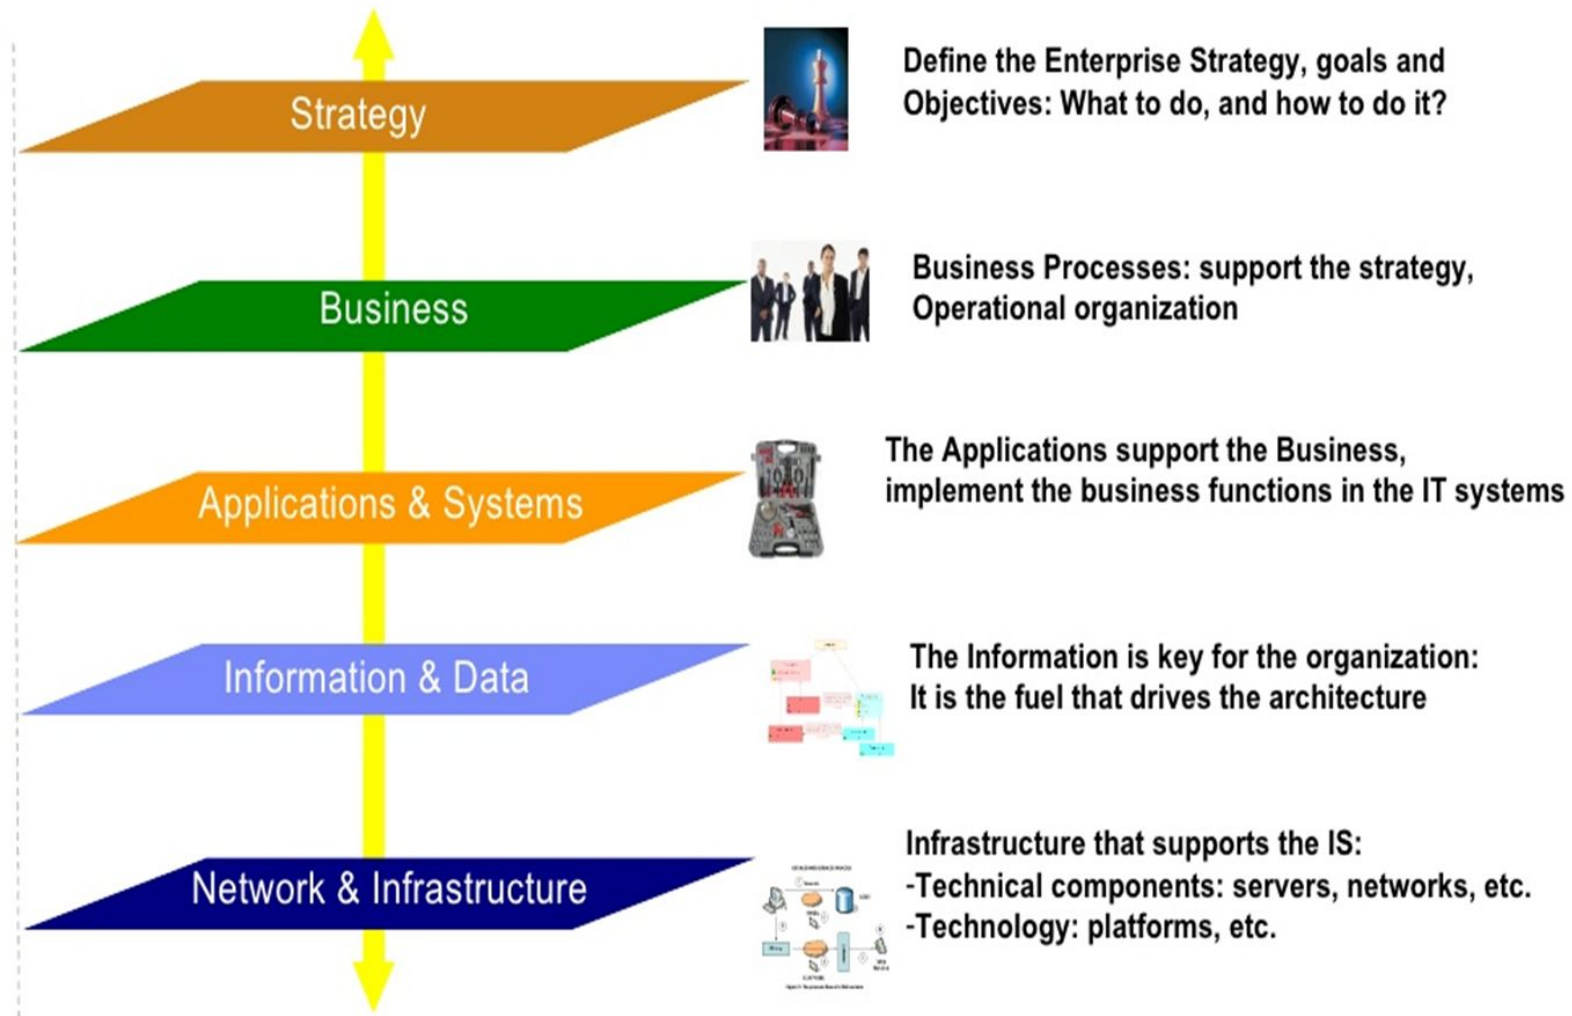 Strategy
Define the Enterprise Strategy, goals and
Objectives: What to do, and how to do it?
Business
Business Processes: support the strategy,
Operational organization
Applications & Systems
The Applications support the Business,
implement the business functions in the IT systems
Information & Data
The Information is key for the organization:
It is the fuel that drives the architecture
Network & Infrastructure
Infrastructure that supports the IS:
-Technical components: servers, networks, etc.
-Technology: platforms, etc.